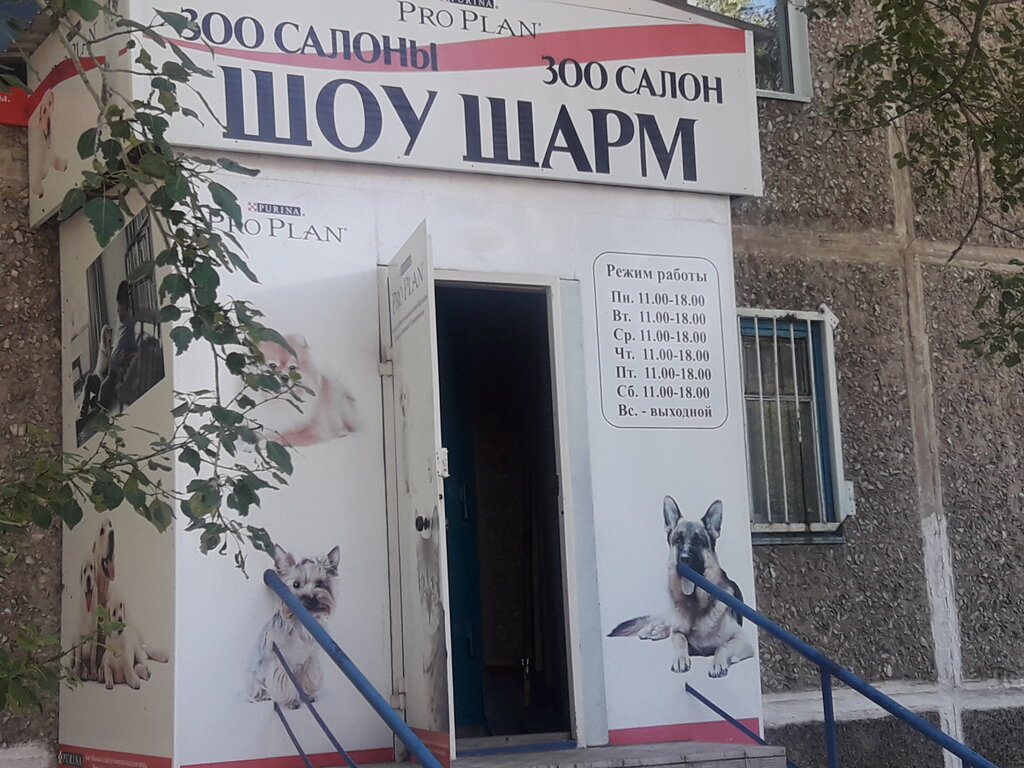 PURINA
PRO PLAN
ЗОО САЛОНЫ
ЗОО САЛОН
ШОУ ШАРМ
PURINA
PRO PLAN
PRO PLAN
Режим работы
Пн. 11.00-18.00
Вт. 11.00-18.00
Ср. 11.00-18.00
Чт. 11.00-18.00
Пт. 11.00-18.00
Сб. 11.00-18.00
Вс. - выходной
PURINA